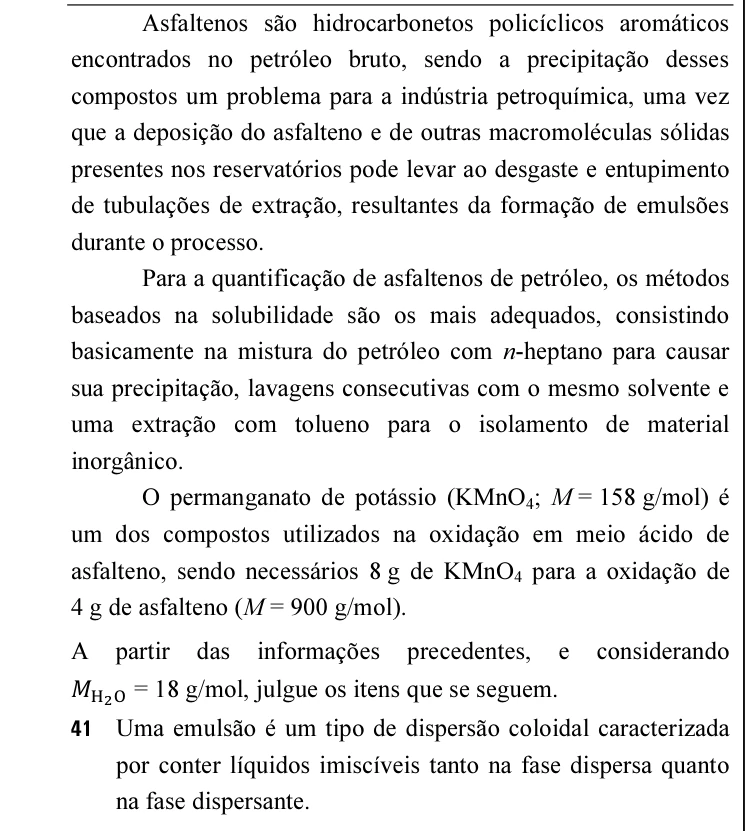 Asfaltenos são hidrocarbonetos policíclicos aromáticos
encontrados no petróleo bruto, sendo a precipitação desses
compostos um problema para a indústria petroquímica, uma vez
que a deposição do asfalteno e de outras macromoléculas sólidas
presentes nos reservatórios pode levar ao desgaste e entupimento
de tubulações de extração, resultantes da formação de emulsões
durante o processo.
Para a quantificação de asfaltenos de petróleo, os métodos
baseados na solubilidade são os mais adequados, consistindo
basicamente na mistura do petróleo com n-heptano para causar
sua precipitação, lavagens consecutivas com o mesmo solvente e
uma extração com tolueno para o isolamento de material
inorgânico.
O permanganato de potássio (KMnO₄; M = 158 g/mol) é
um dos compostos utilizados na oxidação em meio ácido de
asfalteno, sendo necessários 8 g de KMnO₄ para a oxidação de
4 g de asfalteno (M = 900 g/mol).
A partir das informações precedentes, e considerando
M_H₂O = 18 g/mol, julgue os itens que se seguem.
41 Uma emulsão é um tipo de dispersão coloidal caracterizada
por conter líquidos imiscíveis tanto na fase dispersa quanto
na fase dispersante.